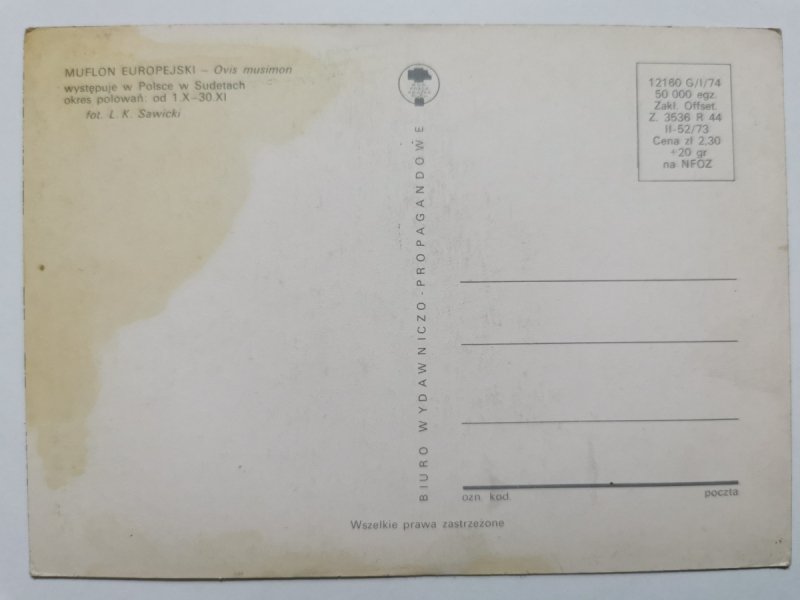 MUFLON EUROPEJSKI – Ovis musimon
występuje w Polsce w Sudetach
okres polowań: od 1.X–30.XI
fot. L. K. Sawicki
BIURO WYDAWNICZO-PROPAGANDOWE
12160 G/I/74
50 000 egz.
Zakł. Offset.
Z. 3536 R 44
II-52/73
Cena zł 2,30
+20 gr
na NFOZ
ozn. kod. poczta
Wszelkie prawa zastrzeżone